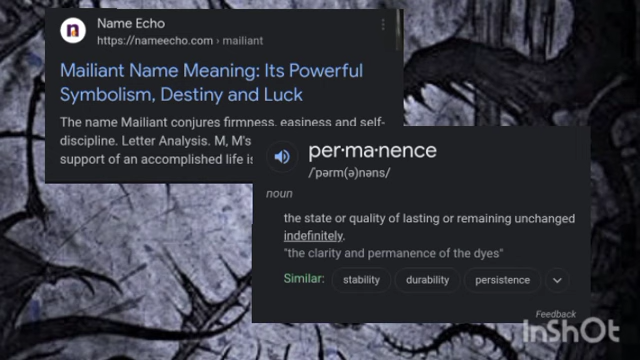 Name Echo
https://nameecho.com › mailiant
Mailiant Name Meaning: Its Powerful
Symbolism, Destiny and Luck
The name Mailiant conjures firmness, easiness and self-
discipline. Letter Analysis. M, M's
support of an accomplished life is
per·ma·nence
/ˈpərm(ə)nəns/
noun
the state or quality of lasting or remaining unchanged
indefinitely.
"the clarity and permanence of the dyes"
Similar: stability durability persistence
Feedback
InShOt